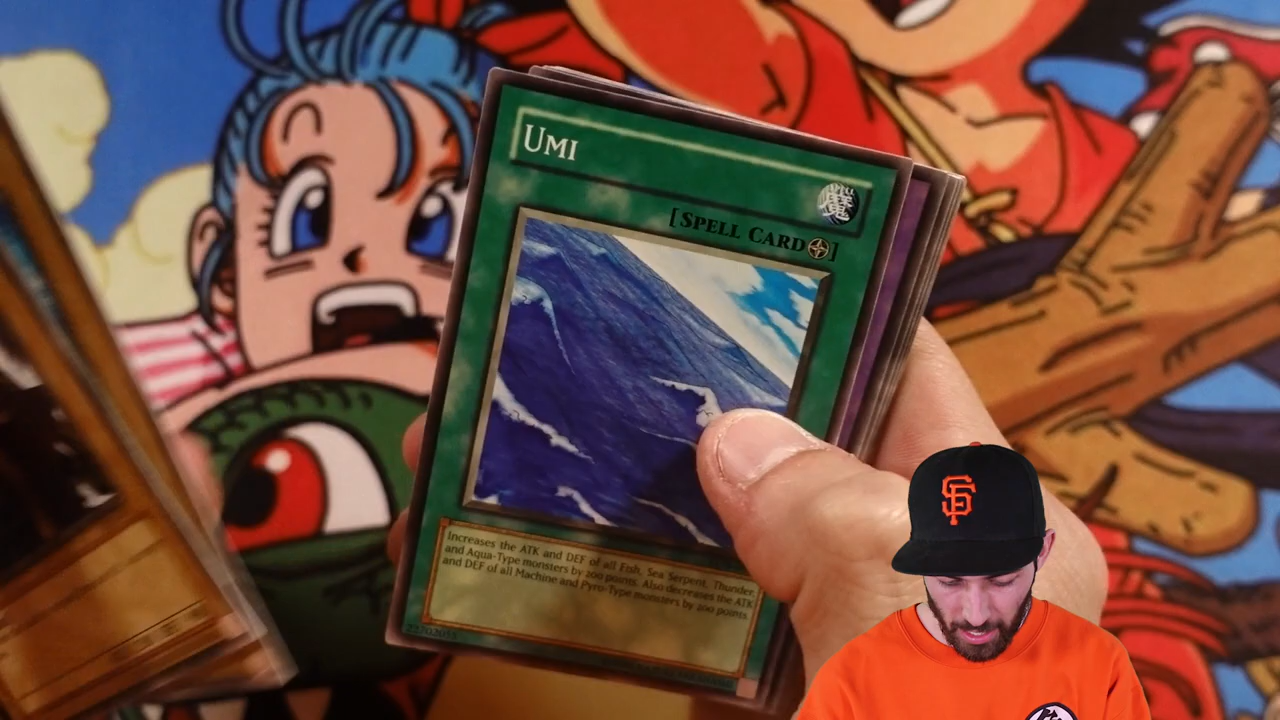 UMI
[SPELL CARD]
Increases the ATK and DEF of all Fish, Sea Serpent, Thunder,
and Aqua-Type monsters by 200 points. Also decreases the ATK
and DEF of all Machine and Pyro-Type monsters by 200 points.
22702055
SF